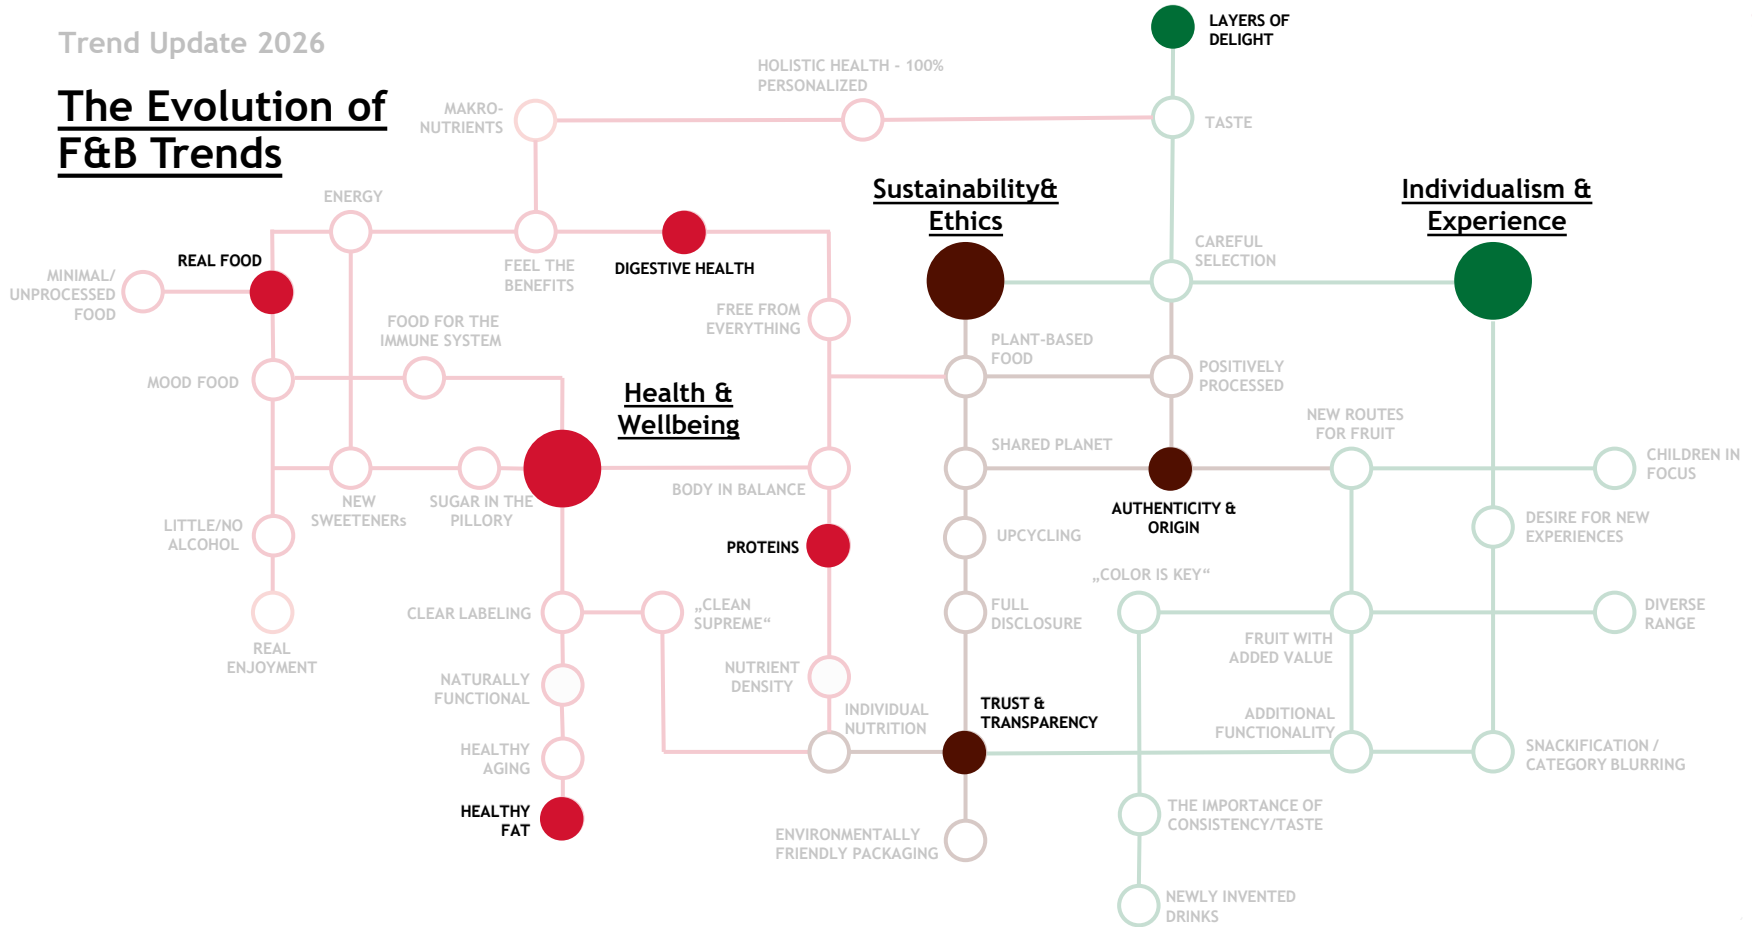 Trend Update 2026
The Evolution of
F&B Trends
LAYERS OF
DELIGHT
HOLISTIC HEALTH - 100%
PERSONALIZED
MAKRO-
NUTRIENTS
TASTE
ENERGY
Sustainability&
Ethics
Individualism &
Experience
REAL FOOD
MINIMAL/
UNPROCESSED
FOOD
FEEL THE
BENEFITS
DIGESTIVE HEALTH
CAREFUL
SELECTION
FREE FROM
EVERYTHING
FOOD FOR THE
IMMUNE SYSTEM
PLANT-BASED
FOOD
POSITIVELY
PROCESSED
MOOD FOOD
Health &
Wellbeing
NEW ROUTES
FOR FRUIT
SHARED PLANET
CHILDREN IN
FOCUS
NEW
SWEETENERs
SUGAR IN THE
PILLORY
BODY IN BALANCE
AUTHENTICITY &
ORIGIN
LITTLE/NO
ALCOHOL
PROTEINS
UPCYCLING
DESIRE FOR NEW
EXPERIENCES
„COLOR IS KEY“
CLEAR LABELING
„CLEAN
SUPREME“
FULL
DISCLOSURE
DIVERSE
RANGE
REAL
ENJOYMENT
FRUIT WITH
ADDED VALUE
NATURALLY
FUNCTIONAL
NUTRIENT
DENSITY
INDIVIDUAL
NUTRITION
TRUST &
TRANSPARENCY
ADDITIONAL
FUNCTIONALITY
HEALTHY
AGING
SNACKIFICATION /
CATEGORY BLURRING
HEALTHY
FAT
THE IMPORTANCE OF
CONSISTENCY/TASTE
ENVIRONMENTALLY
FRIENDLY PACKAGING
NEWLY INVENTED
DRINKS